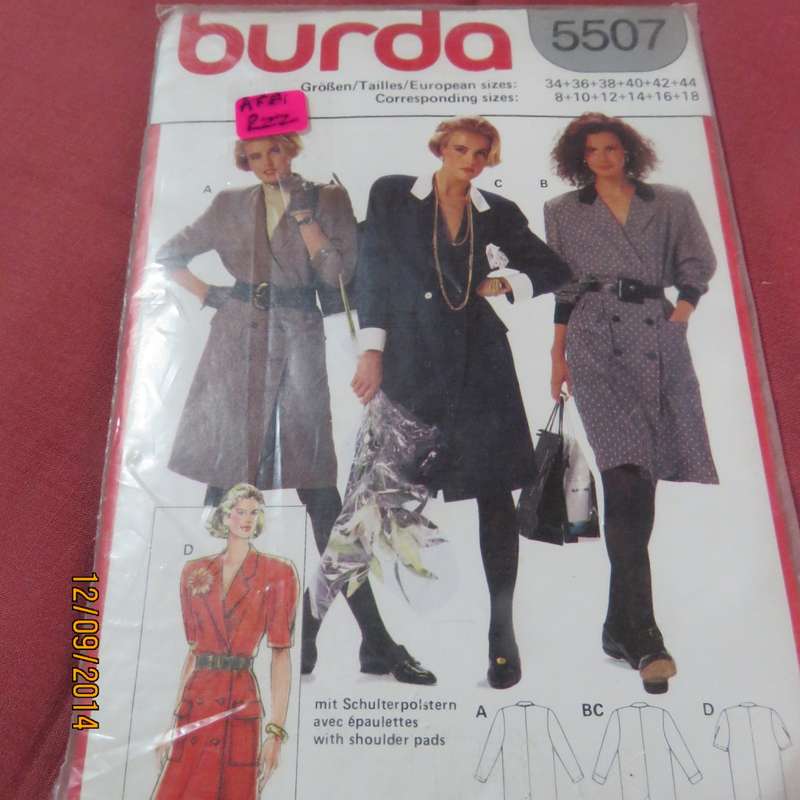 burda
5507
Größen/Tailles/European sizes: 34+36+38+40+42+44
Corresponding sizes: 8+10+12+14+16+18
A
C
B
D
mit Schulterpolstern
avec épaulettes
with shoulder pads
A
BC
D
12/09/2014